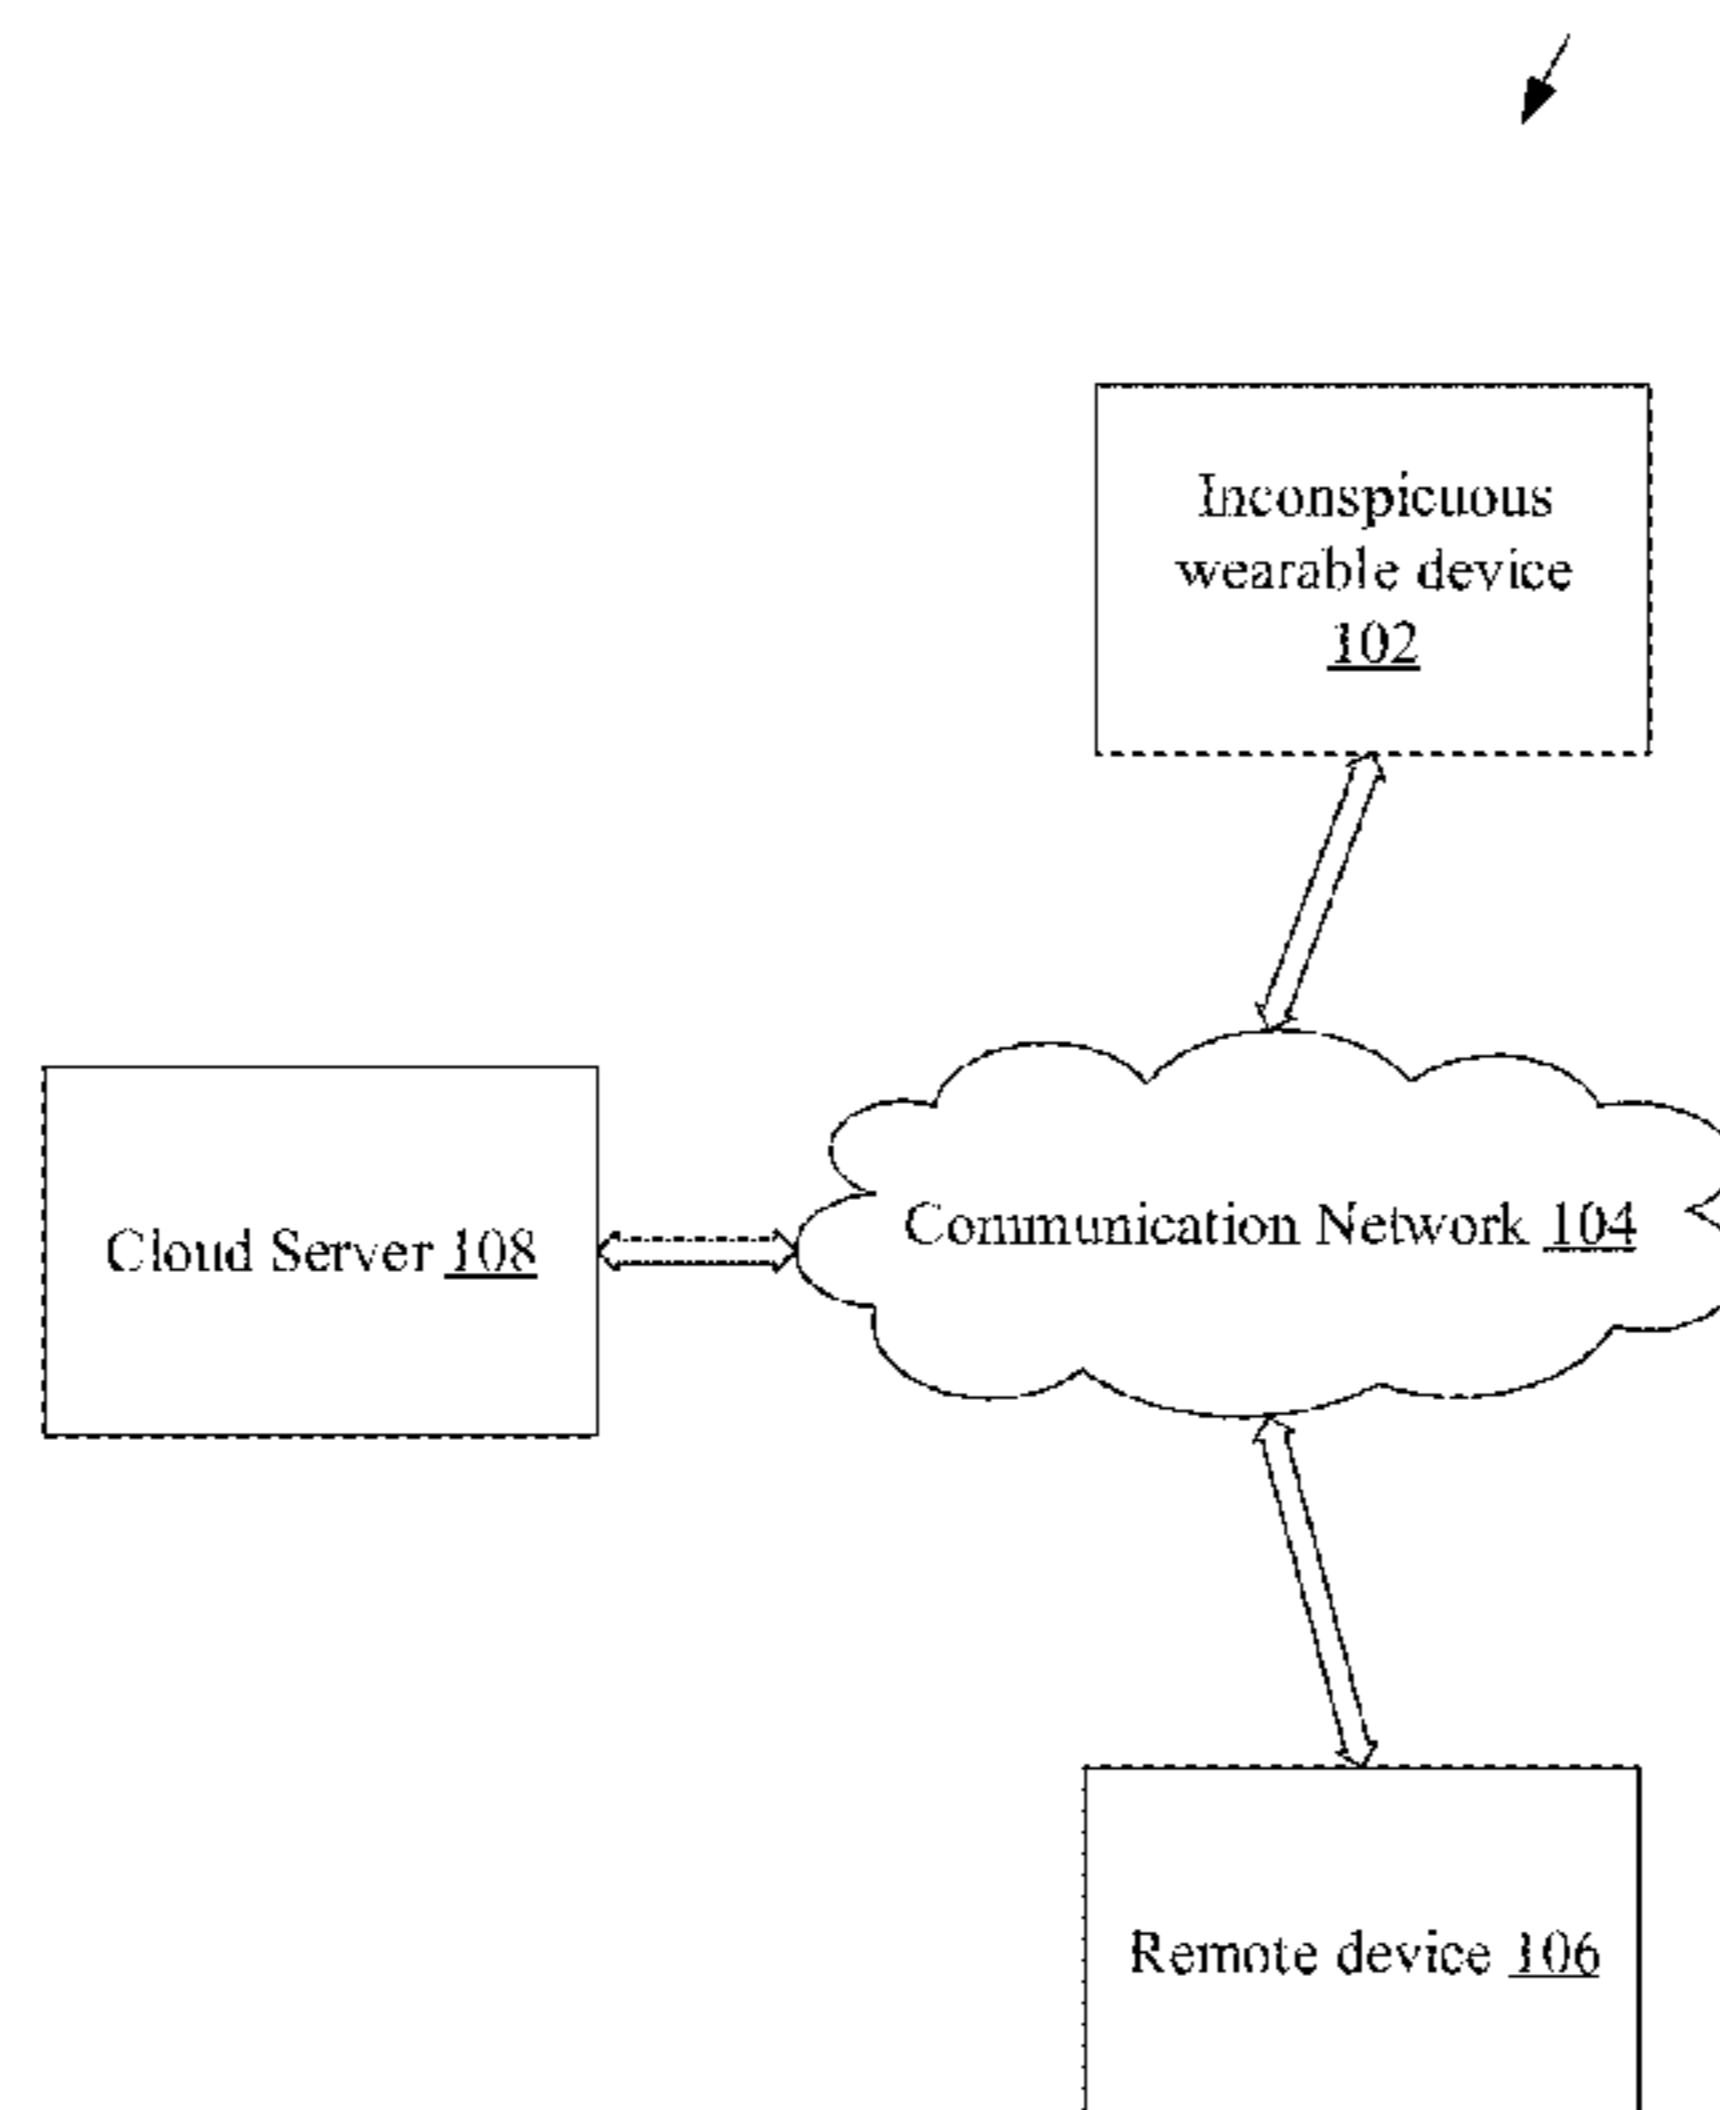 Inconspicuous
wearable device
102
Communication Network 104
Cloud Server 108
Remote device 106